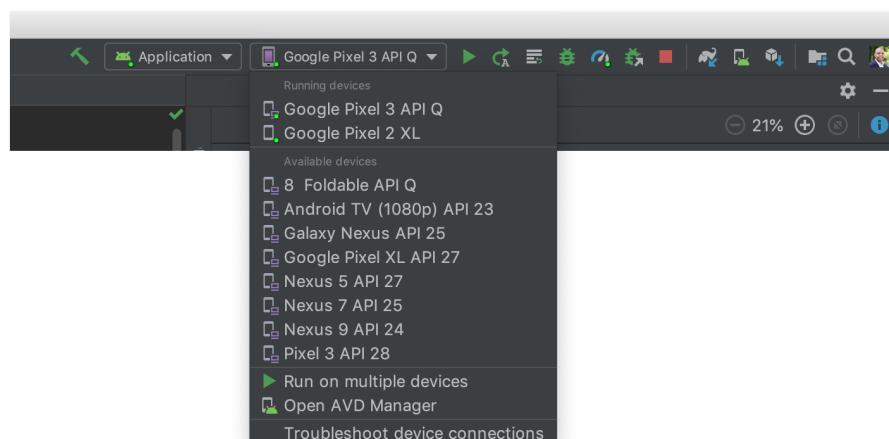 Application
Google Pixel 3 API Q
Running devices
Google Pixel 3 API Q
Google Pixel 2 XL
21%
Available devices
8 Foldable API Q
Android TV (1080p) API 23
Galaxy Nexus API 25
Google Pixel XL API 27
Nexus 5 API 27
Nexus 7 API 25
Nexus 9 API 24
Pixel 3 API 28
Run on multiple devices
Open AVD Manager
Troubleshoot device connections